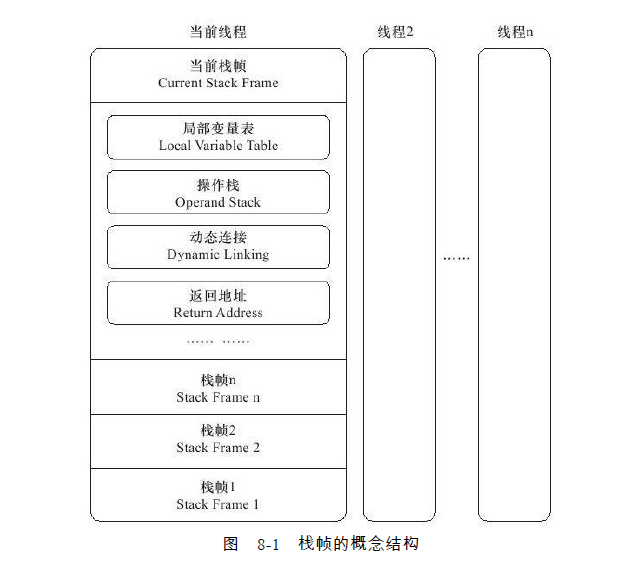 当前线程
线程2
线程n
当前栈帧
Current Stack Frame
局部变量表
Local Variable Table
操作栈
Operand Stack
动态连接
Dynamic Linking
返回地址
Return Address
…… ……
……
栈帧n
Stack Frame n
栈帧2
Stack Frame 2
栈帧1
Stack Frame 1
图 8-1 栈帧的概念结构